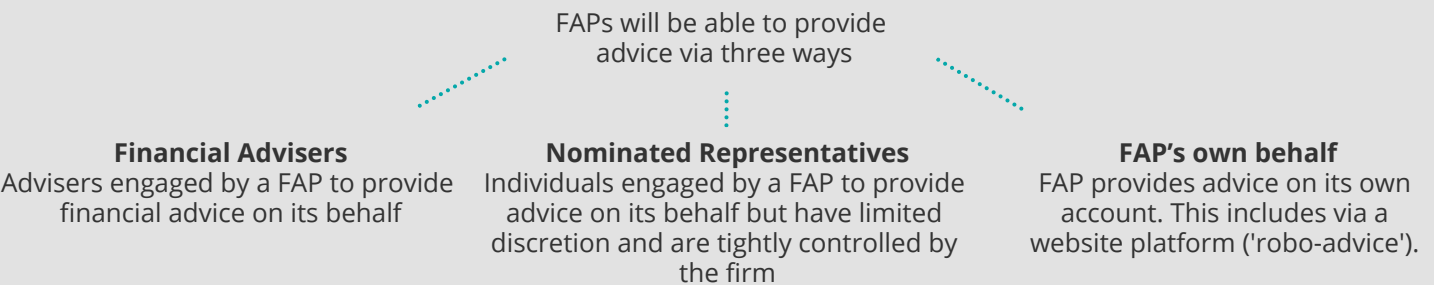 FAPs will be able to provide
advice via three ways
Financial Advisers
Advisers engaged by a FAP to provide
financial advice on its behalf
Nominated Representatives
Individuals engaged by a FAP to provide
advice on its behalf but have limited
discretion and are tightly controlled by
the firm
FAP’s own behalf
FAP provides advice on its own
account. This includes via a
website platform ('robo-advice').